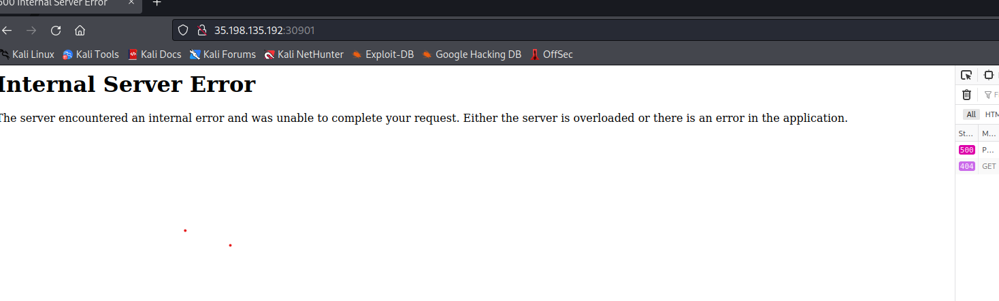 500 Internal Server Error
35.198.135.192:30901
Kali Linux Kali Tools Kali Docs Kali Forums Kali NetHunter Exploit-DB Google Hacking DB OffSec
Internal Server Error
The server encountered an internal error and was unable to complete your request. Either the server is overloaded or there is an error in the application.
F
All HTM
St... M...
500 P...
404 GET